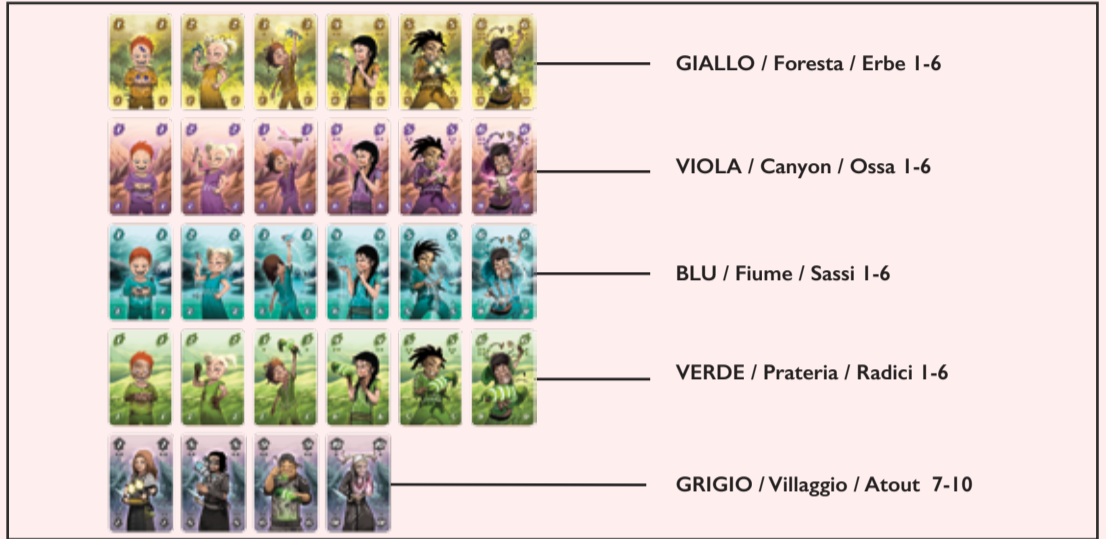 GIALLO / Foresta / Erbe 1-6
VIOLA / Canyon / Ossa 1-6
BLU / Fiume / Sassi 1-6
VERDE / Prateria / Radici 1-6
GRIGIO / Villaggio / Atout 7-10